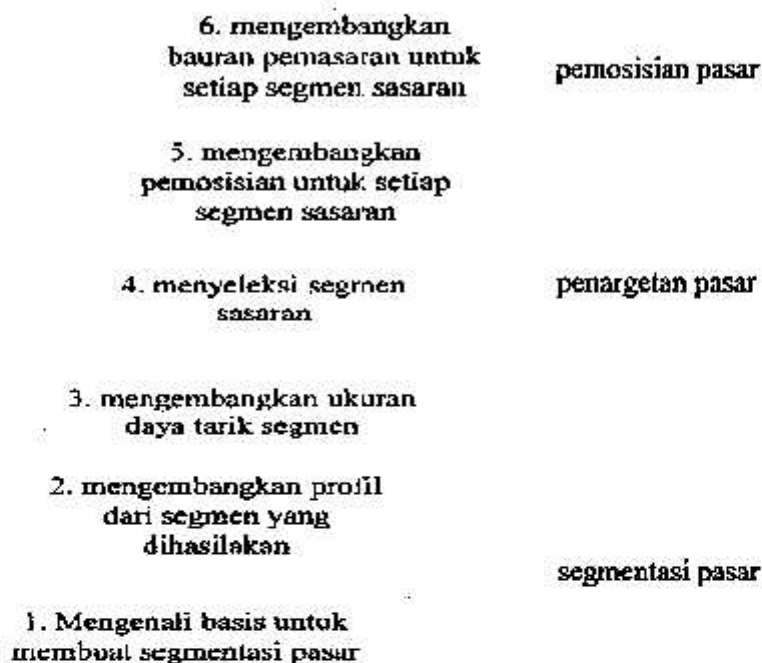 6. mengembangkan
bauran pemasaran untuk
setiap segmen sasaran
pemosisian pasar
5. mengembangkan
pemosisian untuk setiap
segmen sasaran
4. menyeleksi segmen
sasaran
penargetan pasar
3. mengembangkan ukuran
daya tarik segmen
2. mengembangkan profil
dari segmen yang
dihasilakan
segmentasi pasar
1. Mengenali basis untuk
membuat segmentasi pasar